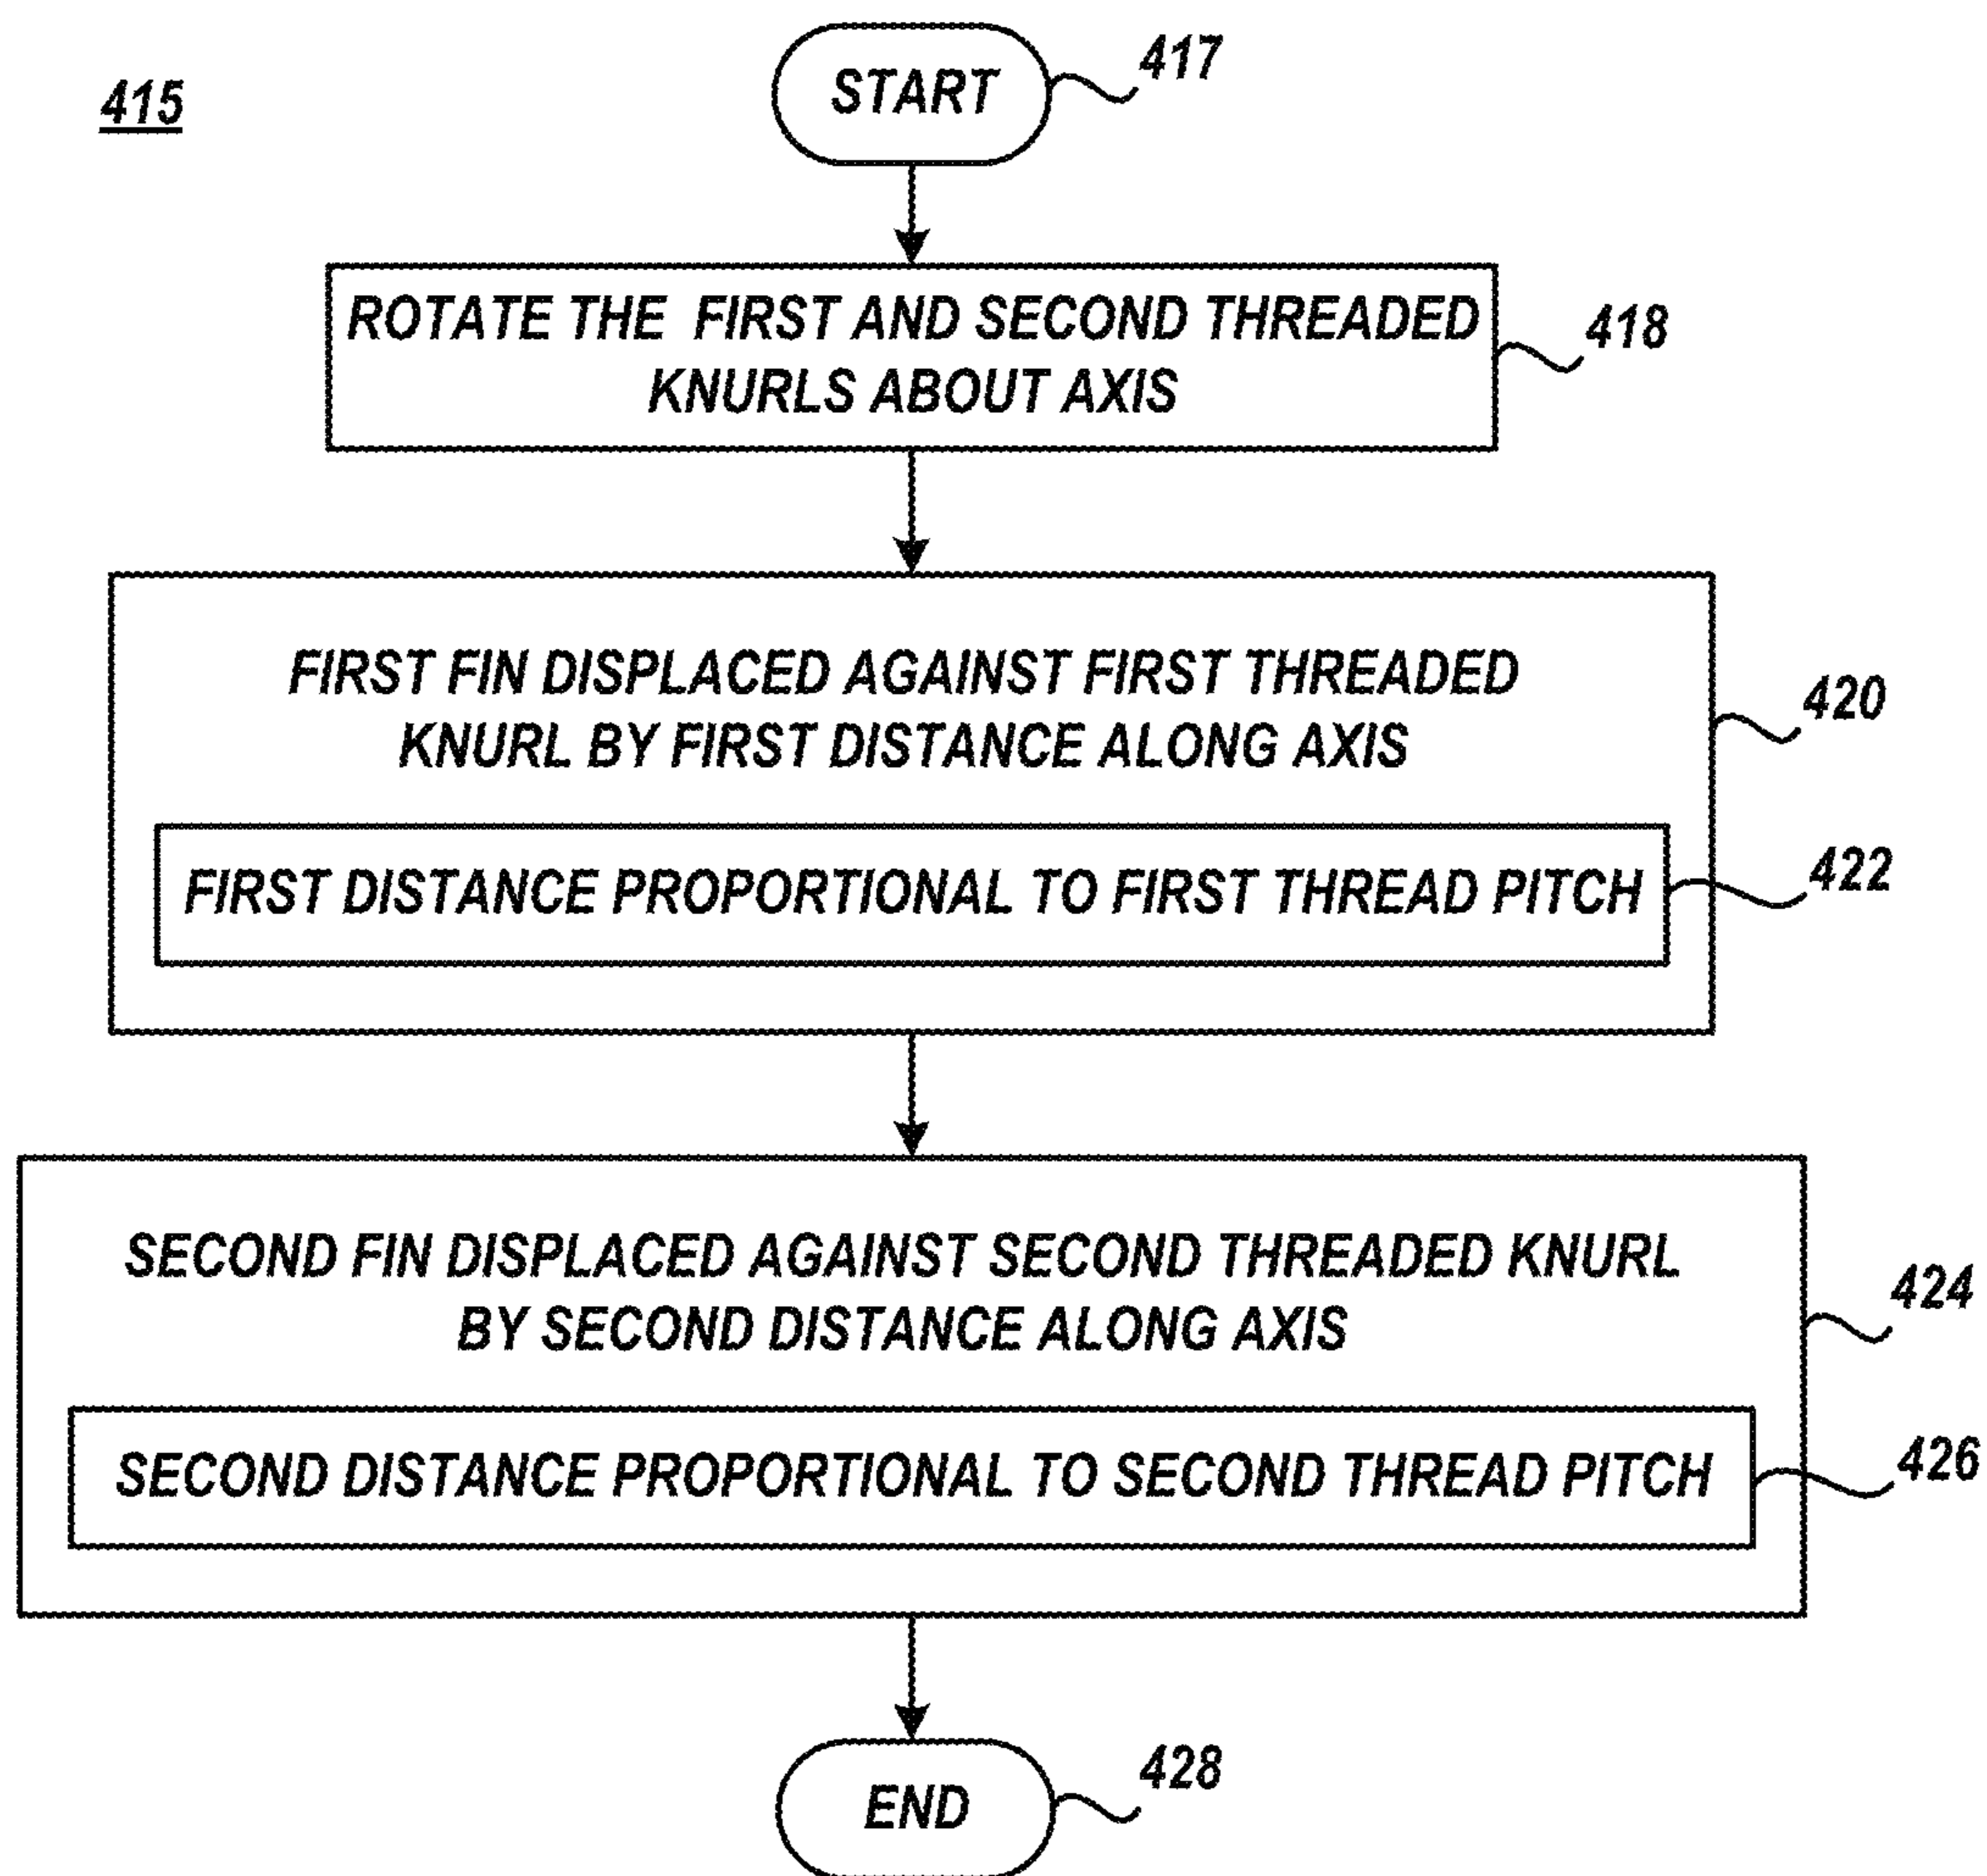 415
START
417
ROTATE THE FIRST AND SECOND THREADED
KNURLS ABOUT AXIS
418
FIRST FIN DISPLACED AGAINST FIRST THREADED
KNURL BY FIRST DISTANCE ALONG AXIS
420
FIRST DISTANCE PROPORTIONAL TO FIRST THREAD PITCH
422
SECOND FIN DISPLACED AGAINST SECOND THREADED KNURL
BY SECOND DISTANCE ALONG AXIS
424
SECOND DISTANCE PROPORTIONAL TO SECOND THREAD PITCH
426
END
428